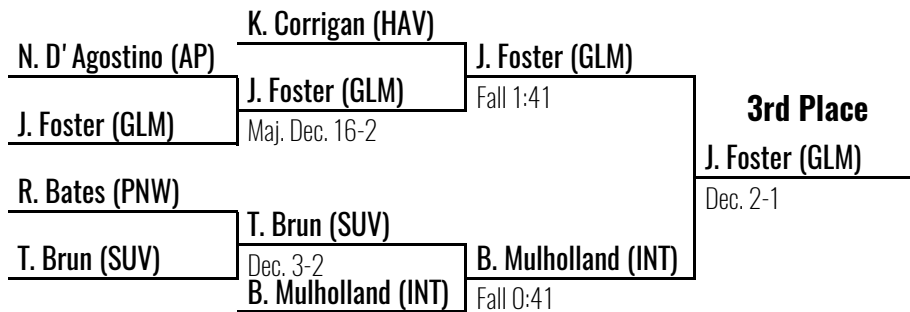 K. Corrigan (HAV)
N. D'Agostino (AP)
J. Foster (GLM)
J. Foster (GLM)
Fall 1:41
3rd Place
J. Foster (GLM)
Maj. Dec. 16-2
J. Foster (GLM)
J. Foster (GLM)
Dec. 2-1
R. Bates (PNW)
T. Brun (SUV)
T. Brun (SUV)
Dec. 3-2
B. Mulholland (INT)
B. Mulholland (INT)
Fall 0:41